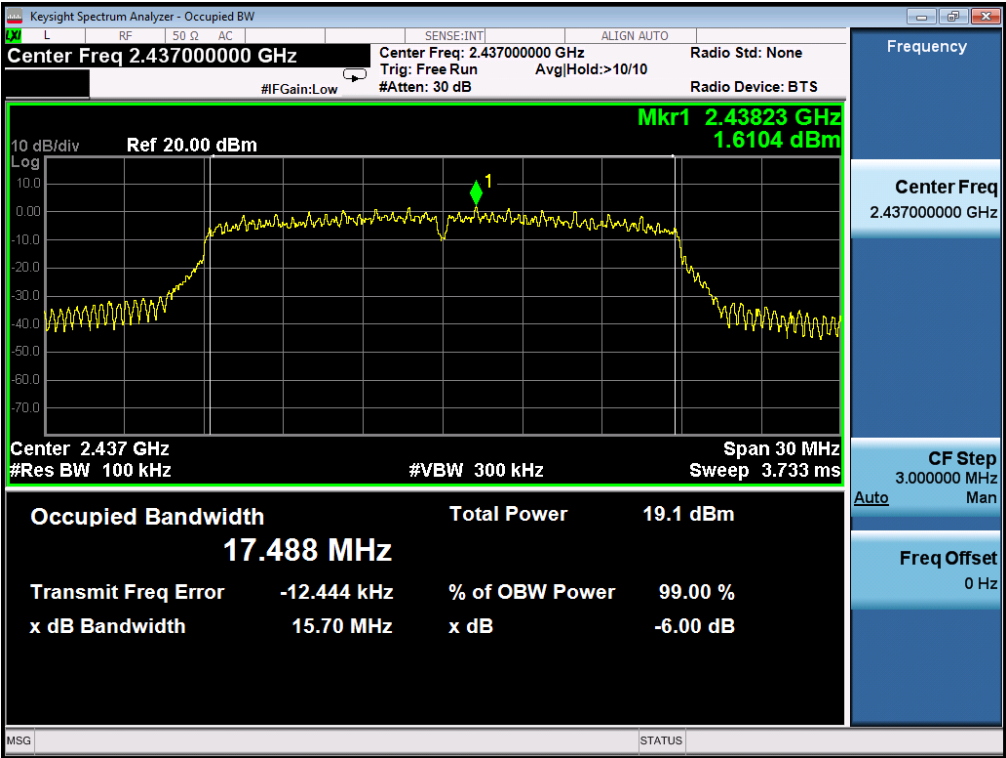 Keysight Spectrum Analyzer - Occupied BW
LXI L RF 50 Ω AC SENSE:INT ALIGN AUTO
Center Freq 2.437000000 GHz
Center Freq: 2.437000000 GHz
Radio Std: None
Trig: Free Run Avg|Hold:>10/10
#IFGain:Low
#Atten: 30 dB
Radio Device: BTS
Mkr1 2.43823 GHz
1.6104 dBm
10 dB/div Ref 20.00 dBm
Log
10.0
0.00
-10.0
-20.0
-30.0
-40.0
-50.0
-60.0
-70.0
1
Center 2.437 GHz
Span 30 MHz
#Res BW 100 kHz
#VBW 300 kHz
Sweep 3.733 ms
Occupied Bandwidth
17.488 MHz
Total Power 19.1 dBm
Transmit Freq Error -12.444 kHz
% of OBW Power 99.00 %
x dB Bandwidth 15.70 MHz
x dB -6.00 dB
MSG
STATUS
Frequency
Center Freq
2.437000000 GHz
CF Step
3.000000 MHz
Auto Man
Freq Offset
0 Hz